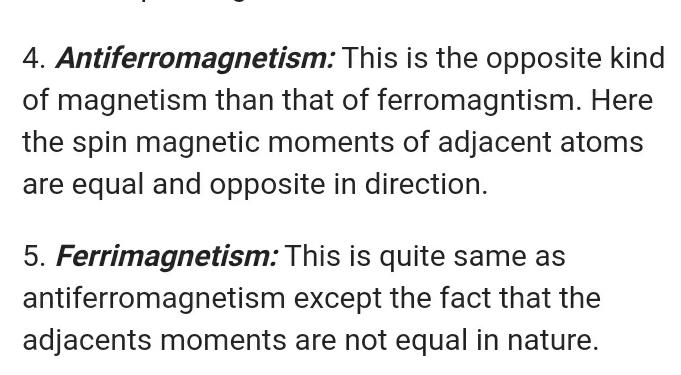 4. Antiferromagnetism: This is the opposite kind
of magnetism than that of ferromagntism. Here
the spin magnetic moments of adjacent atoms
are equal and opposite in direction.
5. Ferrimagnetism: This is quite same as
antiferromagnetism except the fact that the
adjacents moments are not equal in nature.